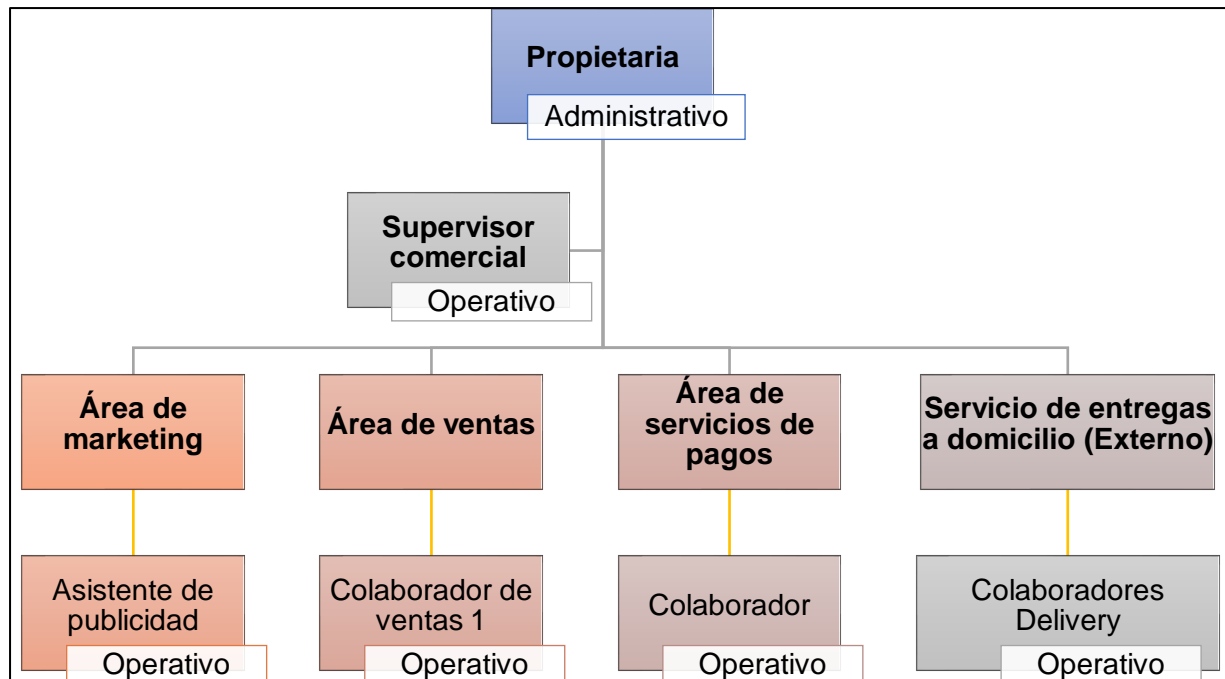 Propietaria
Administrativo
Supervisor
comercial
Operativo
Área de
marketing
Área de ventas
Área de
servicios de
pagos
Servicio de entregas
a domicilio (Externo)
Asistente de
publicidad
Operativo
Colaborador de
ventas 1
Operativo
Colaborador
Operativo
Colaboradores
Delivery
Operativo